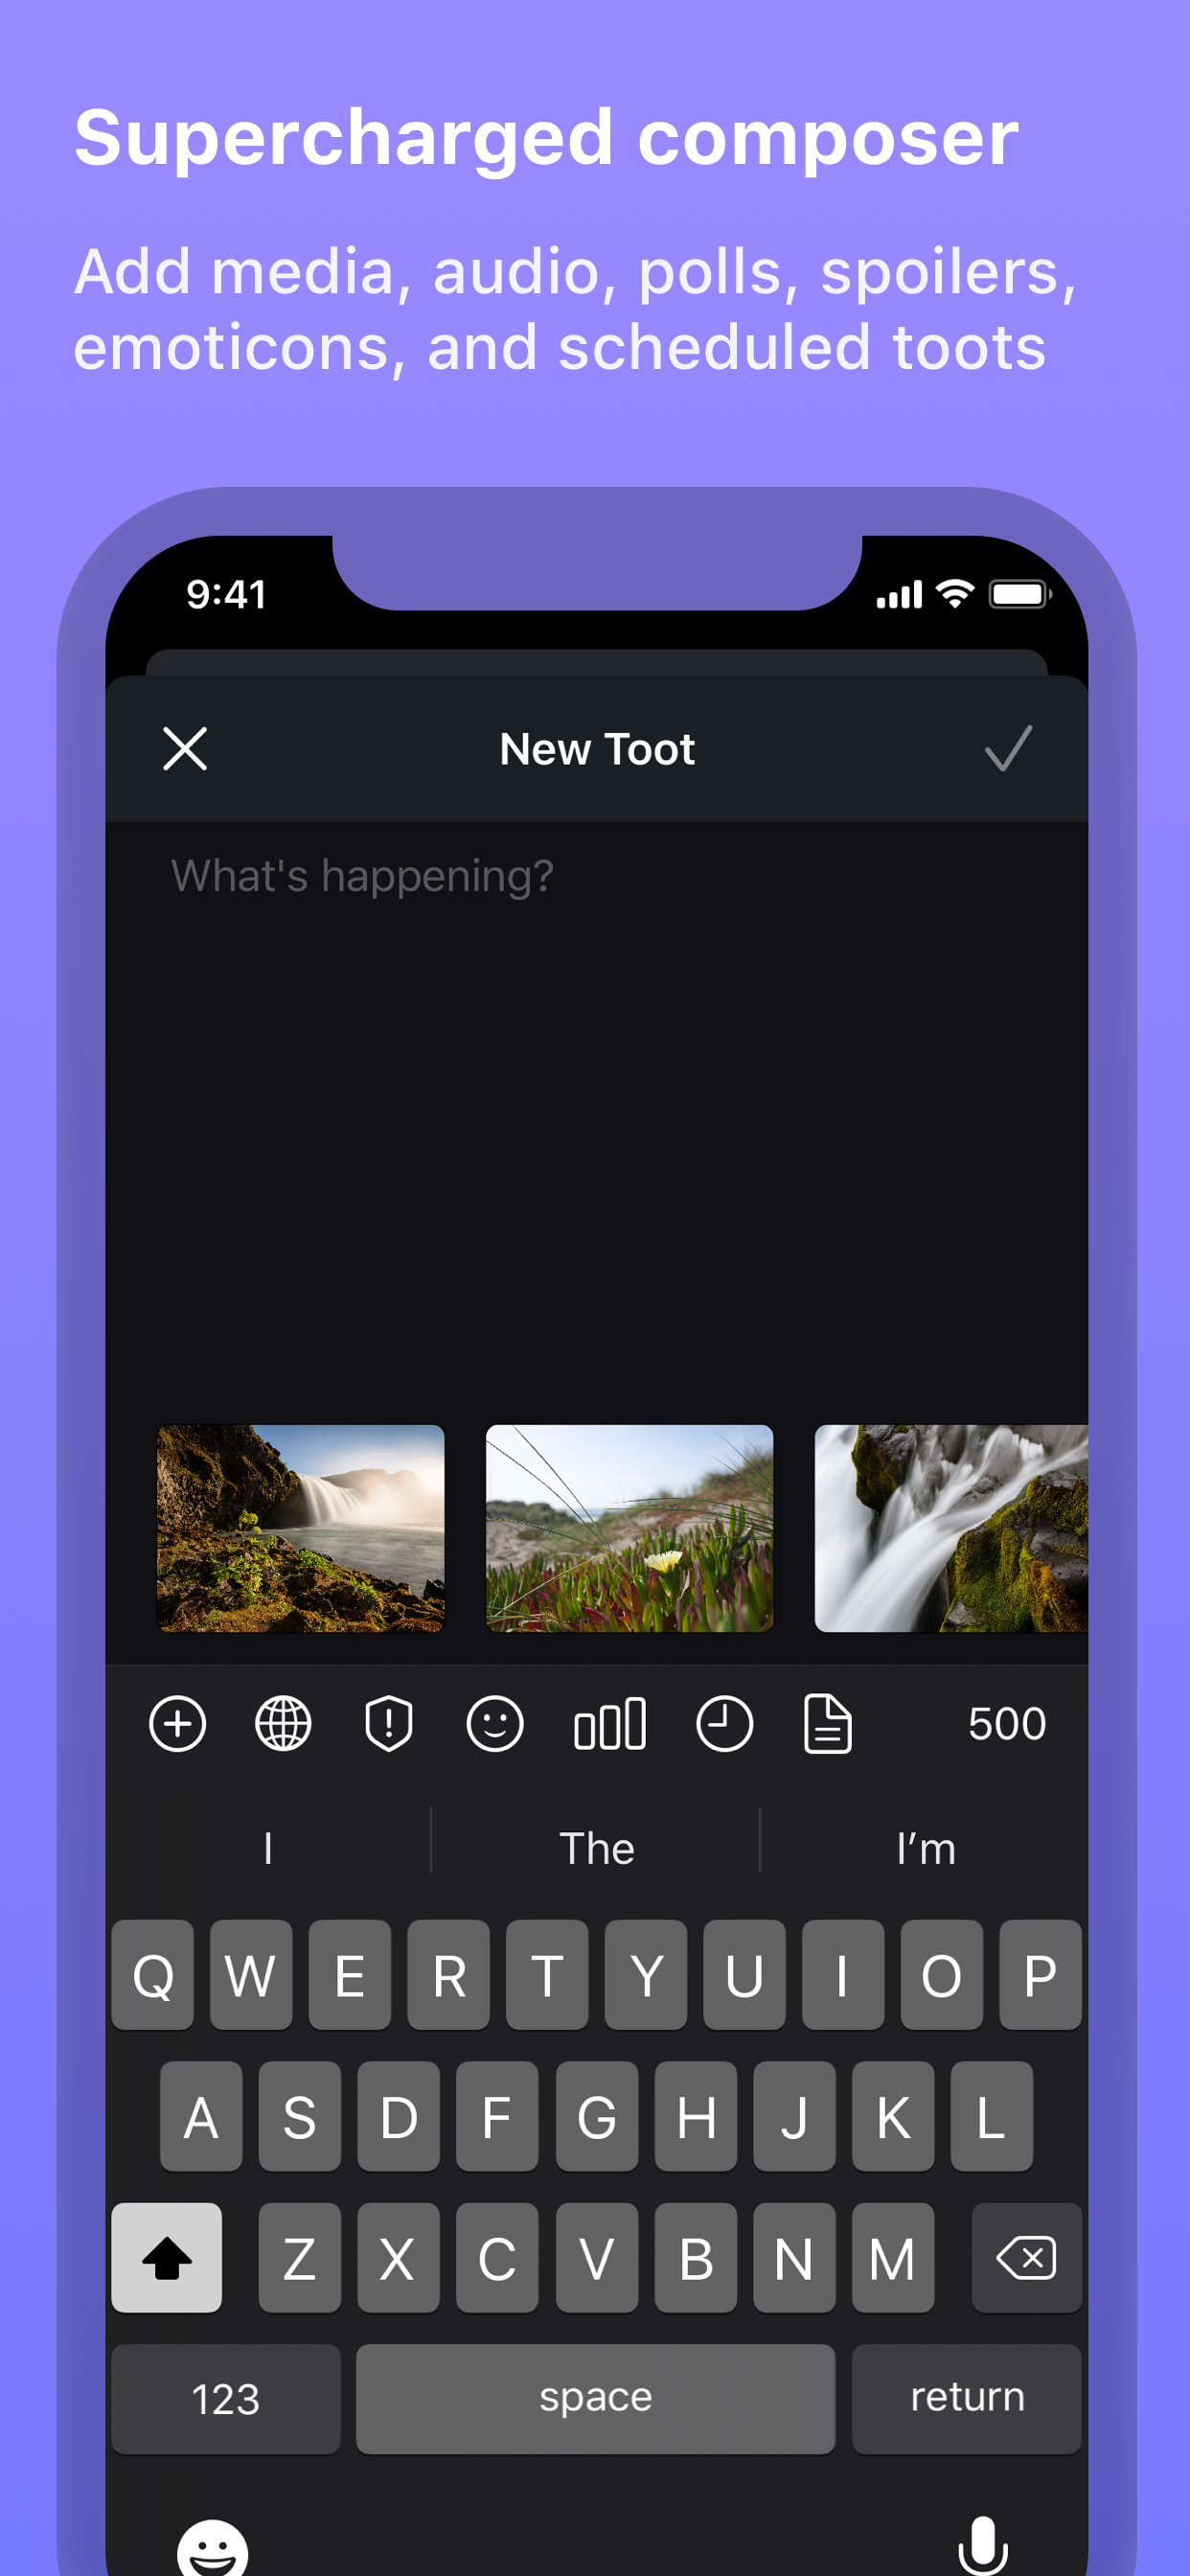 Supercharged composer
Add media, audio, polls, spoilers,
emoticons, and scheduled toots
9:41
New Toot
What's happening?
500
I The I’m
Q W E R T Y U I O P
A S D F G H J K L
Z X C V B N M
123 space return